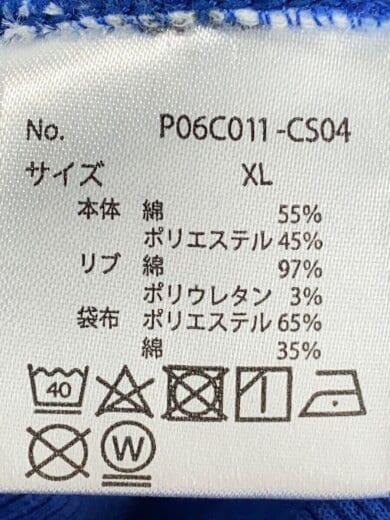 No. P06C011-CS04
サイズ XL
本体 綿 55%
ポリエステル 45%
リブ 綿 97%
ポリウレタン 3%
袋布 ポリエステル 65%
綿 35%
40
W